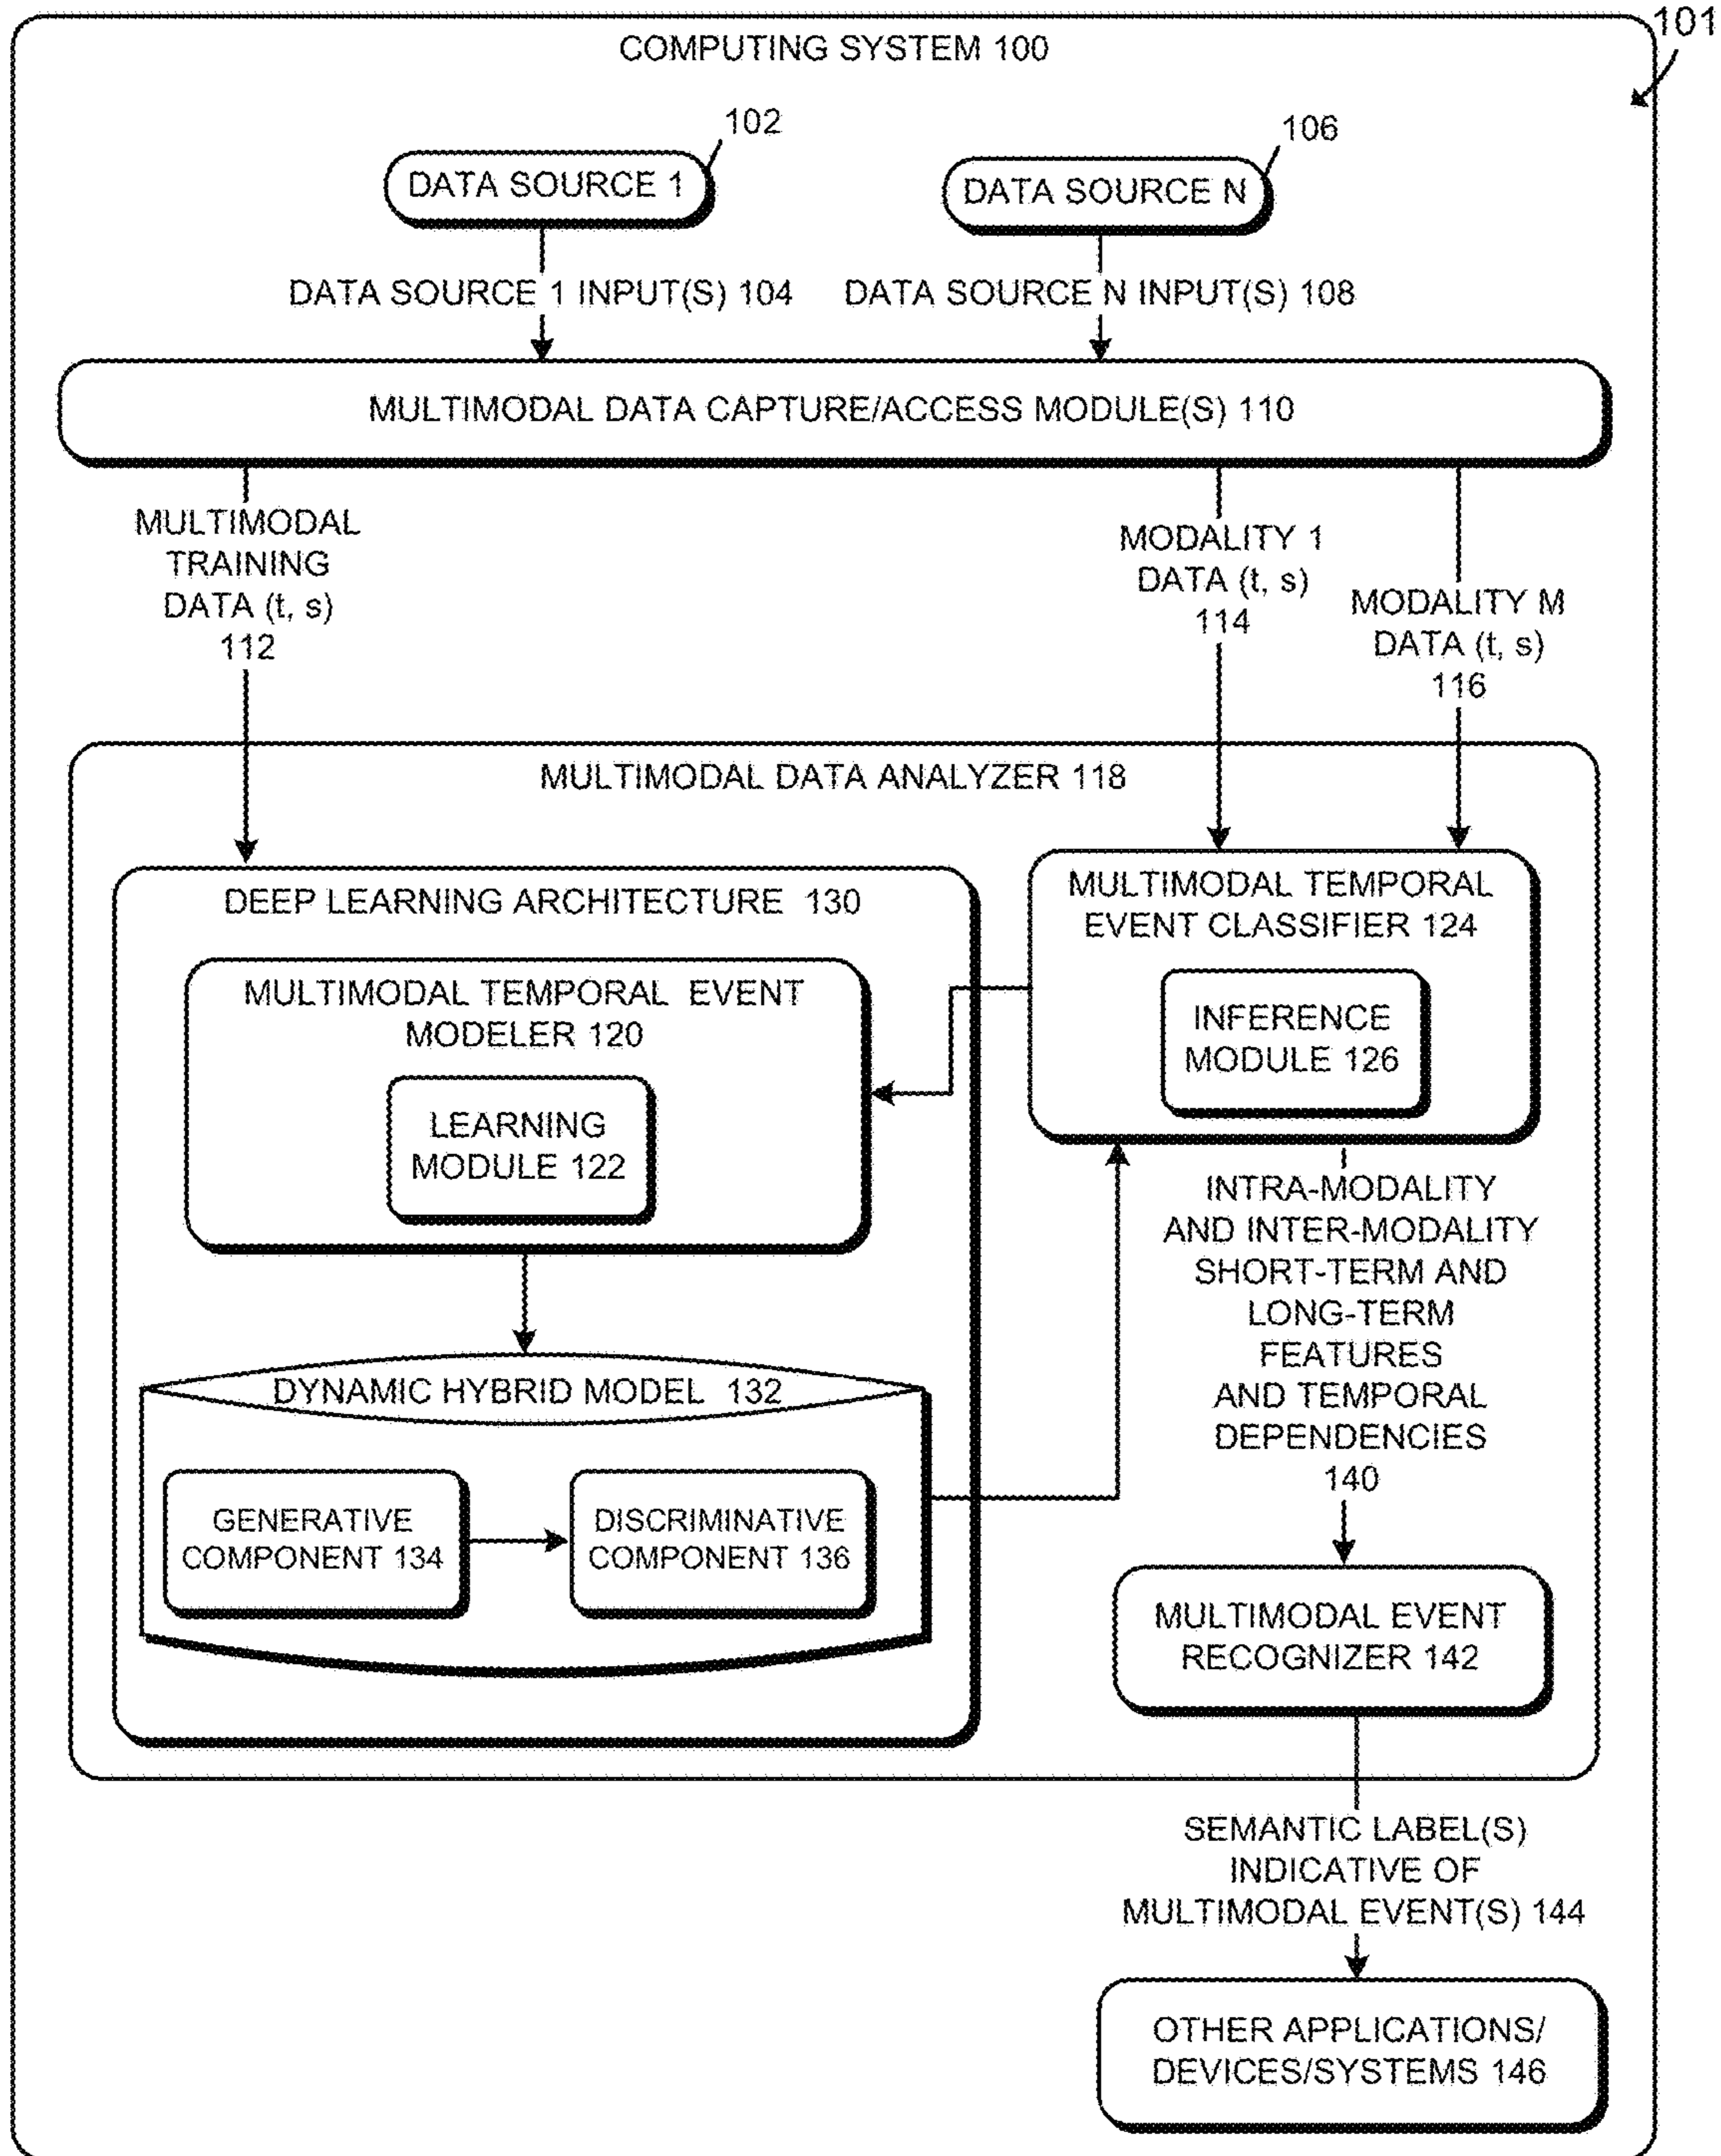 101
COMPUTING SYSTEM 100
102
106
DATA SOURCE 1
DATA SOURCE N
DATA SOURCE 1 INPUT(S) 104
DATA SOURCE N INPUT(S) 108
MULTIMODAL DATA CAPTURE/ACCESS MODULE(S) 110
MULTIMODAL
TRAINING
DATA (t, s)
112
MODALITY 1
DATA (t, s)
114
MODALITY M
DATA (t, s)
116
MULTIMODAL DATA ANALYZER 118
DEEP LEARNING ARCHITECTURE 130
MULTIMODAL TEMPORAL EVENT
MODELER 120
LEARNING
MODULE 122
MULTIMODAL TEMPORAL
EVENT CLASSIFIER 124
INFERENCE
MODULE 126
DYNAMIC HYBRID MODEL 132
GENERATIVE
COMPONENT 134
DISCRIMINATIVE
COMPONENT 136
INTRA-MODALITY
AND INTER-MODALITY
SHORT-TERM AND
LONG-TERM
FEATURES
AND TEMPORAL
DEPENDENCIES
140
MULTIMODAL EVENT
RECOGNIZER 142
SEMANTIC LABEL(S)
INDICATIVE OF
MULTIMODAL EVENT(S) 144
OTHER APPLICATIONS/
DEVICES/SYSTEMS 146